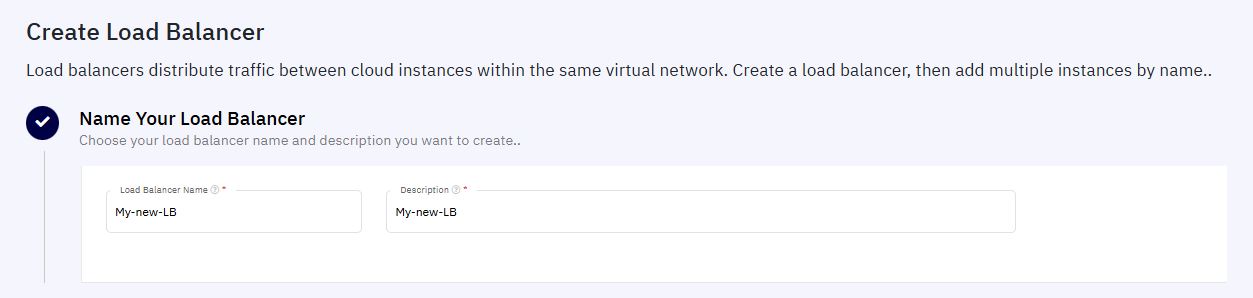 Create Load Balancer
Load balancers distribute traffic between cloud instances within the same virtual network. Create a load balancer, then add multiple instances by name..
Name Your Load Balancer
Choose your load balancer name and description you want to create..
Load Balancer Name ? * Description ? *
My-new-LB My-new-LB